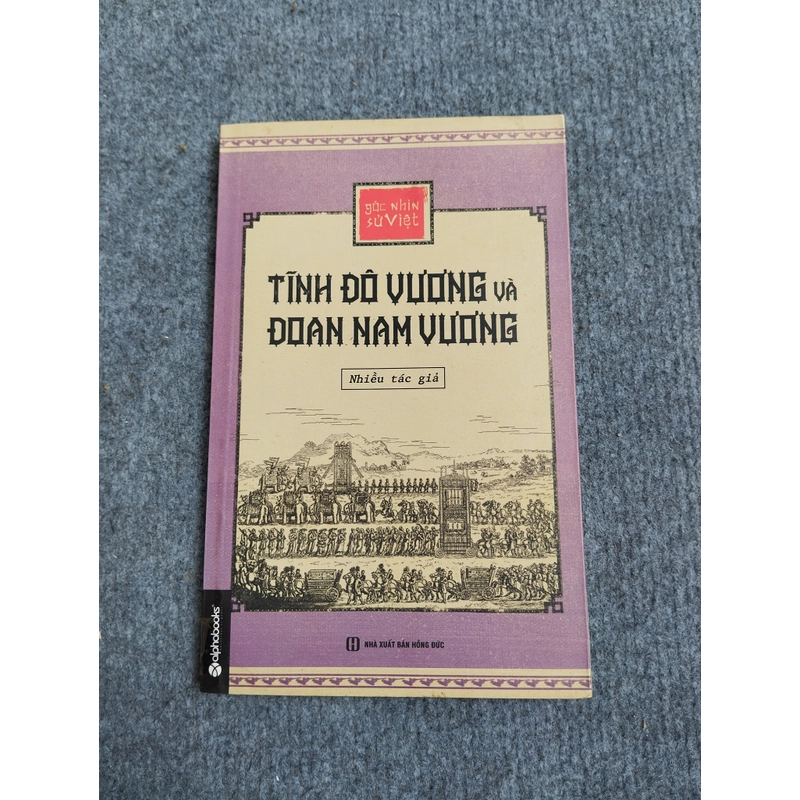 góc nhìn
sử Việt
TĨNH ĐÔ VƯƠNG VÀ
ĐOAN NAM VƯƠNG
Nhiều tác giả
NHÀ XUẤT BẢN HỒNG ĐỨC
alphabooks